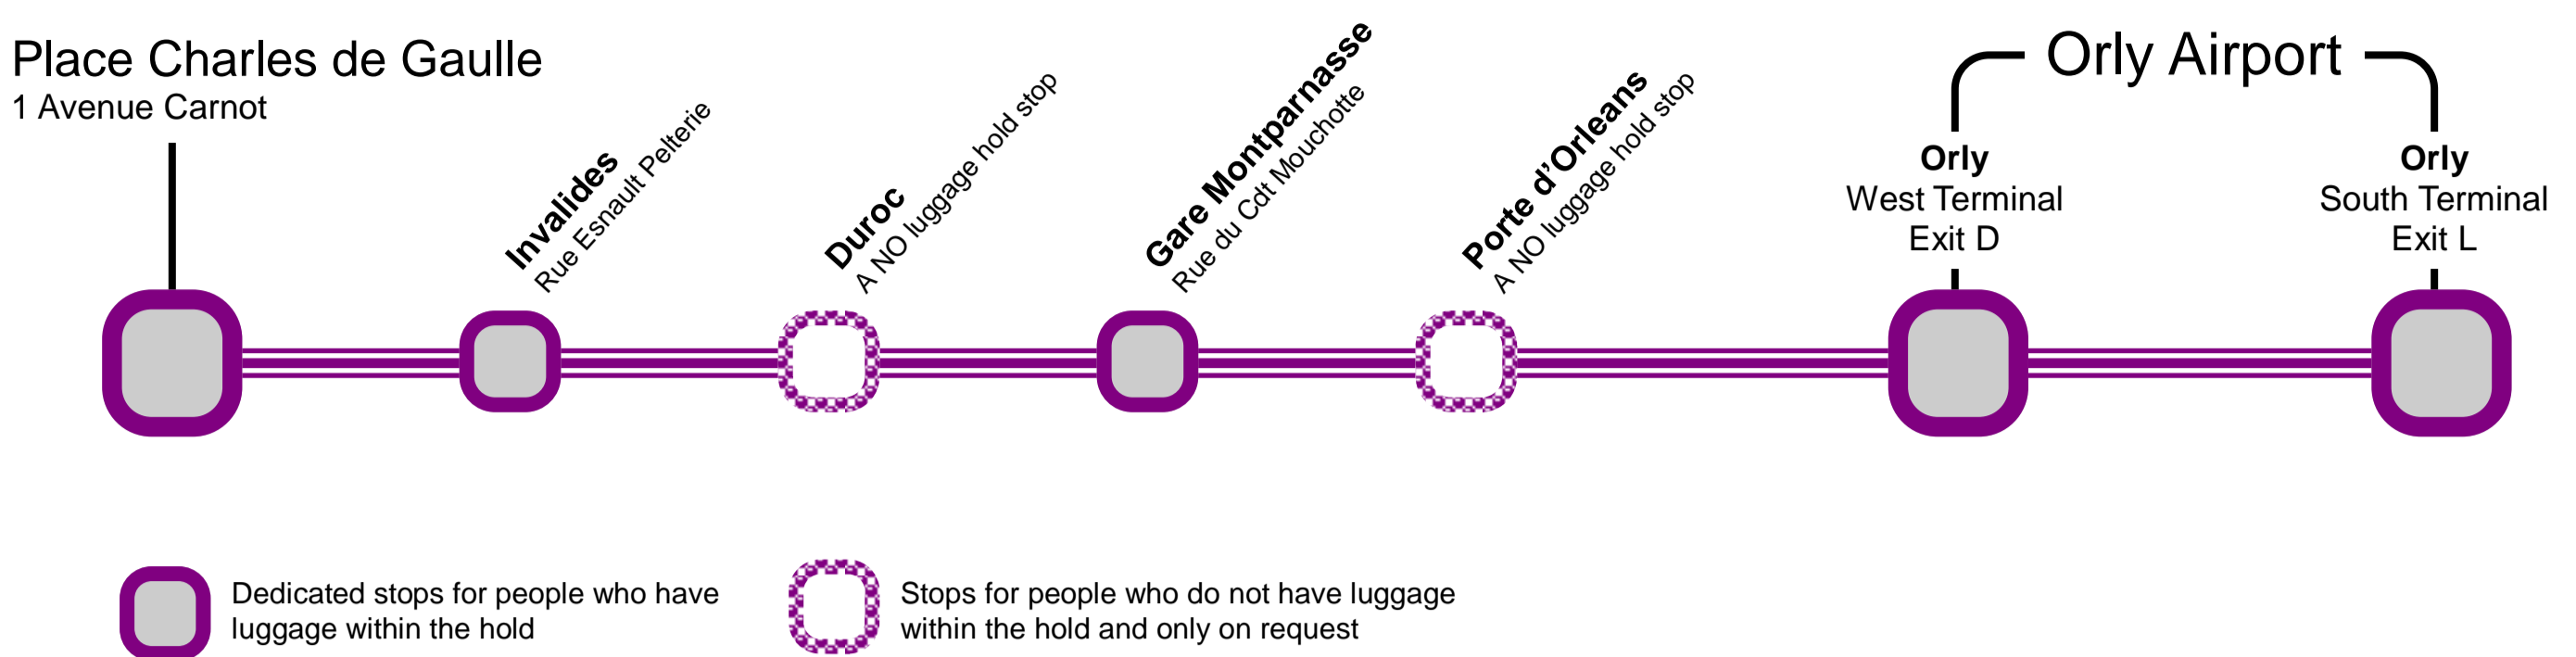 Place Charles de Gaulle
1 Avenue Carnot
Invalides
Rue Esnault Pelterie
Duroc
A NO luggage hold stop
Gare Montparnasse
Rue du Cdt Mouchotte
Porte d'Orleans
A NO luggage hold stop
Orly Airport
Orly
West Terminal
Exit D
Orly
South Terminal
Exit L
Dedicated stops for people who have
luggage within the hold
Stops for people who do not have luggage
within the hold and only on request